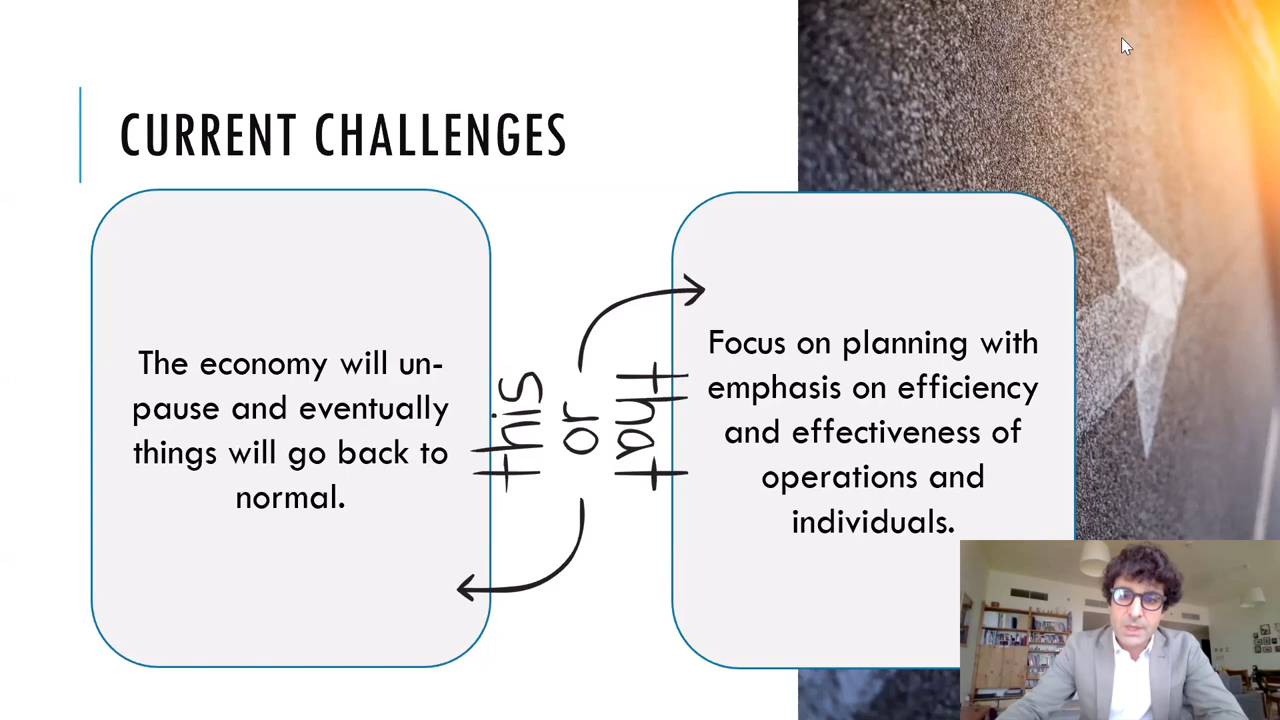 CURRENT CHALLENGES
The economy will un-
pause and eventually
things will go back to
normal.
this
or
that
Focus on planning with
emphasis on efficiency
and effectiveness of
operations and
individuals.